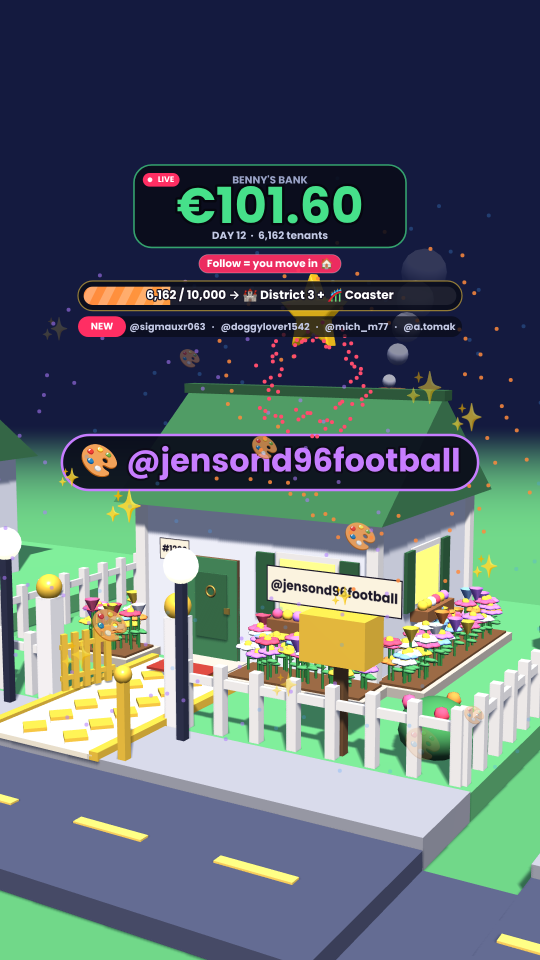 LIVE
BENNY'S BANK
€101.60
DAY 12 · 6,162 tenants
Follow = you move in 🏠
6,162 / 10,000 → 🏰 District 3 + 🎢 Coaster
NEW @sigmauxr063 · @doggylover1542 · @mich_m77 · @a.tomak
🎨 @jensond96football
@jensond96football